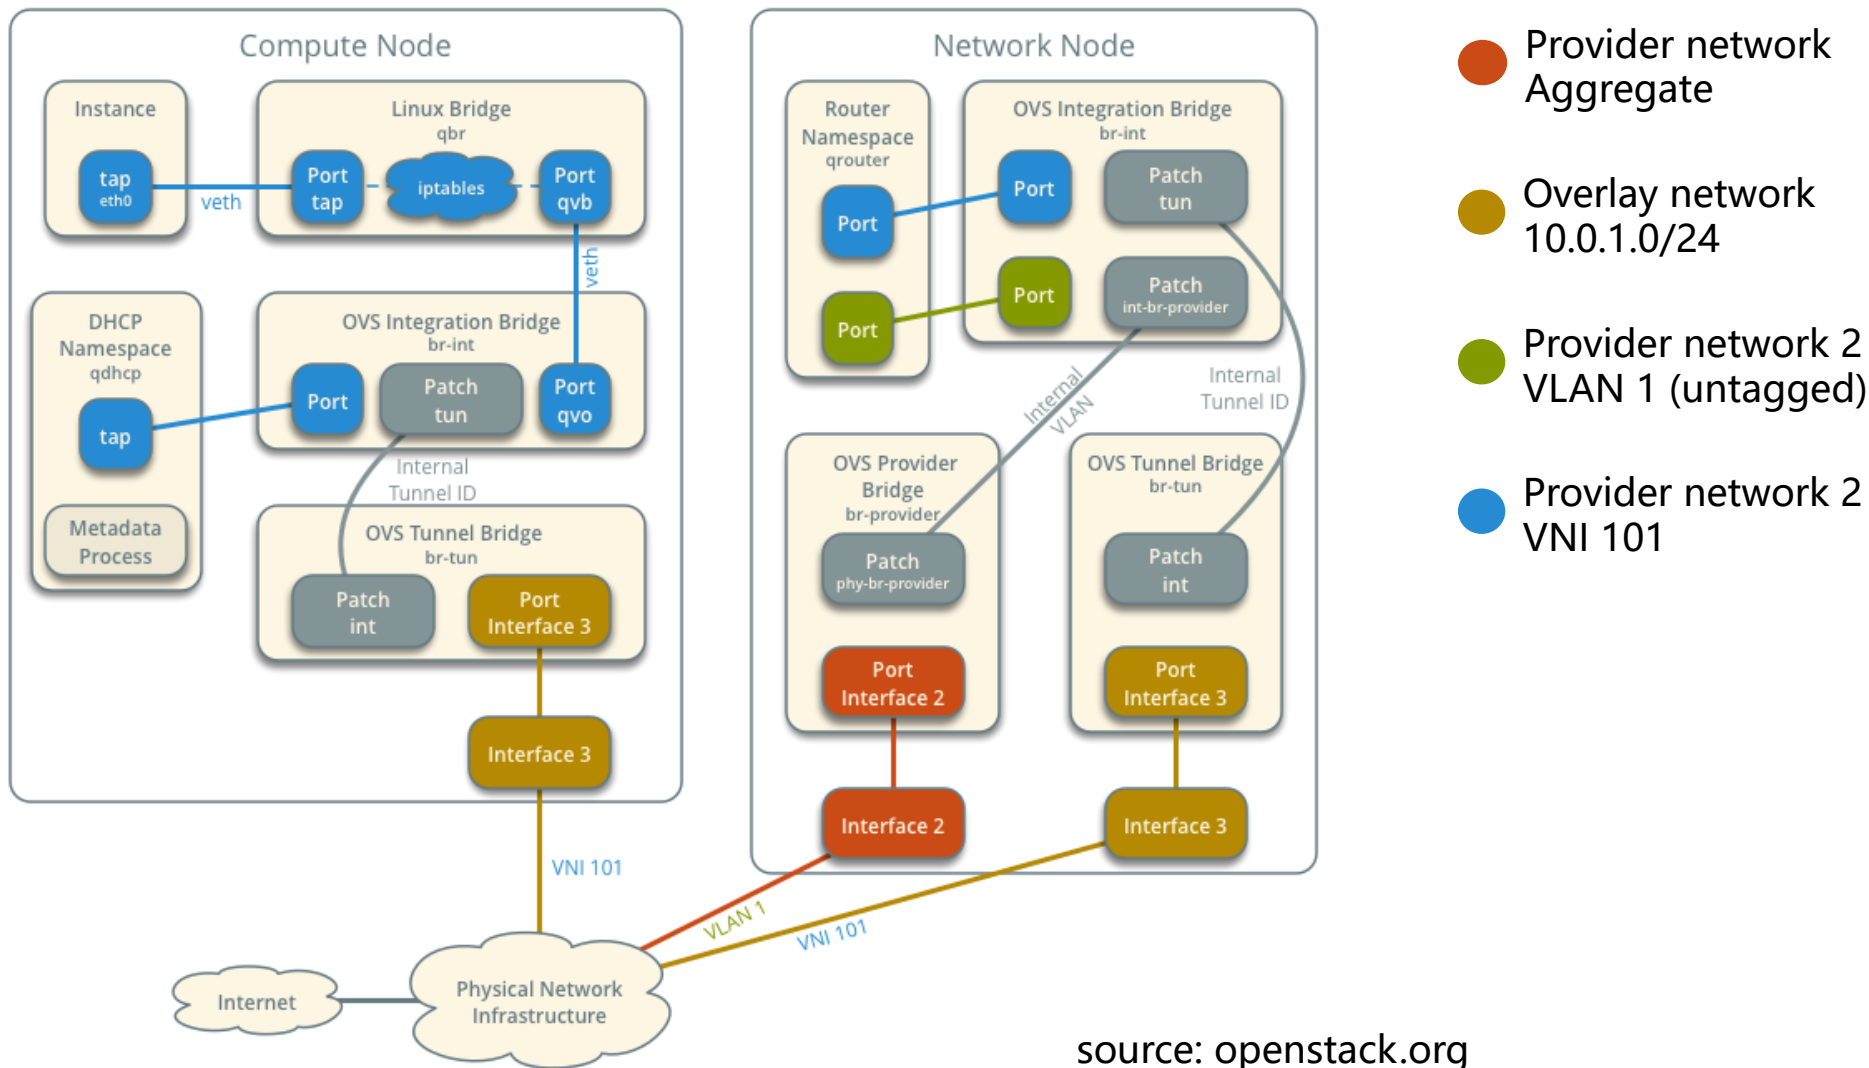 Compute Node
Instance
tap
eth0
veth
Linux Bridge
qbr
Port
tap
iptables
Port
qvb
veth
DHCP
Namespace
qdhcp
tap
Metadata
Process
OVS Integration Bridge
br-int
Port
Patch
tun
Port
qvo
Internal
Tunnel ID
OVS Tunnel Bridge
br-tun
Patch
int
Port
Interface 3
Interface 3
VNI 101
Network Node
Router
Namespace
qrouter
Port
Port
OVS Integration Bridge
br-int
Port
Patch
tun
Port
Patch
int-br-provider
Internal
VLAN
Internal
Tunnel ID
OVS Provider
Bridge
br-provider
Patch
phy-br-provider
Port
Interface 2
Interface 2
OVS Tunnel Bridge
br-tun
Patch
int
Port
Interface 3
Interface 3
VLAN 1
VNI 101
Internet
Physical Network
Infrastructure
Provider network
Aggregate
Overlay network
10.0.1.0/24
Provider network 2
VLAN 1 (untagged)
Provider network 2
VNI 101
source: openstack.org